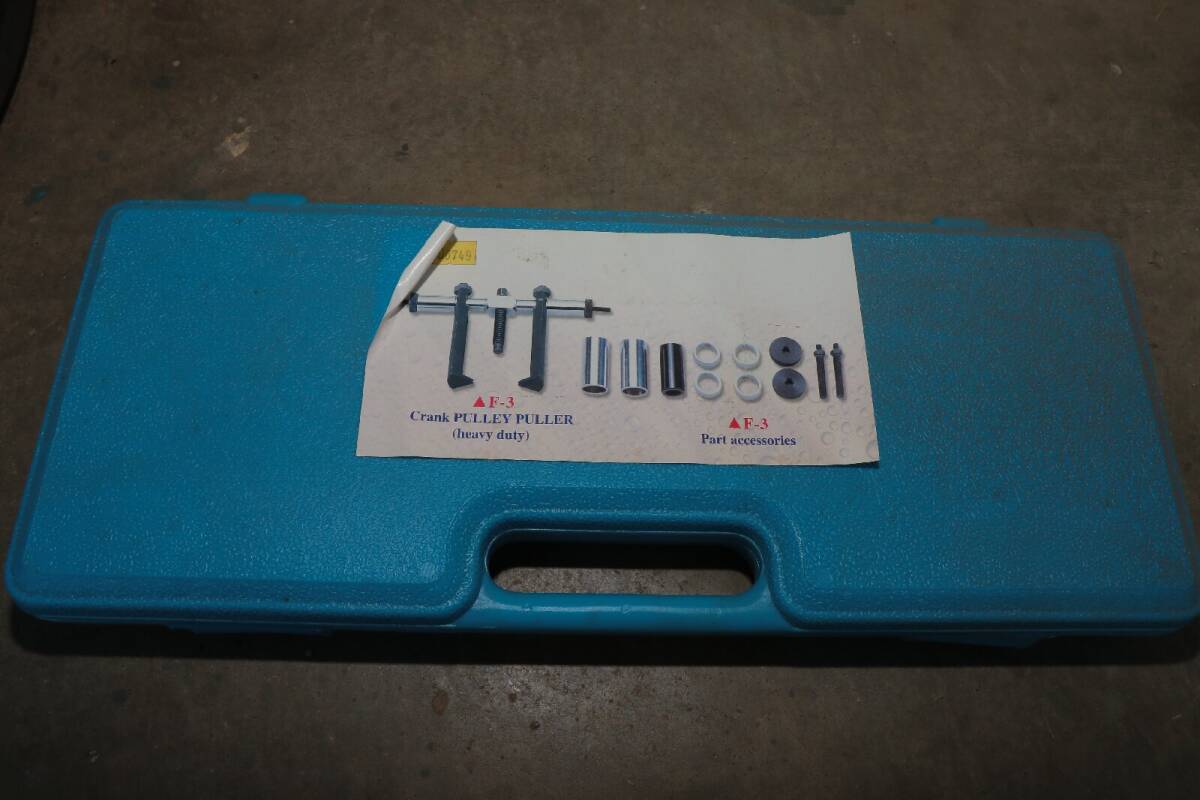 ▲F-3
Crank PULLEY PULLER
(heavy duty)
▲F-3
Part accessories